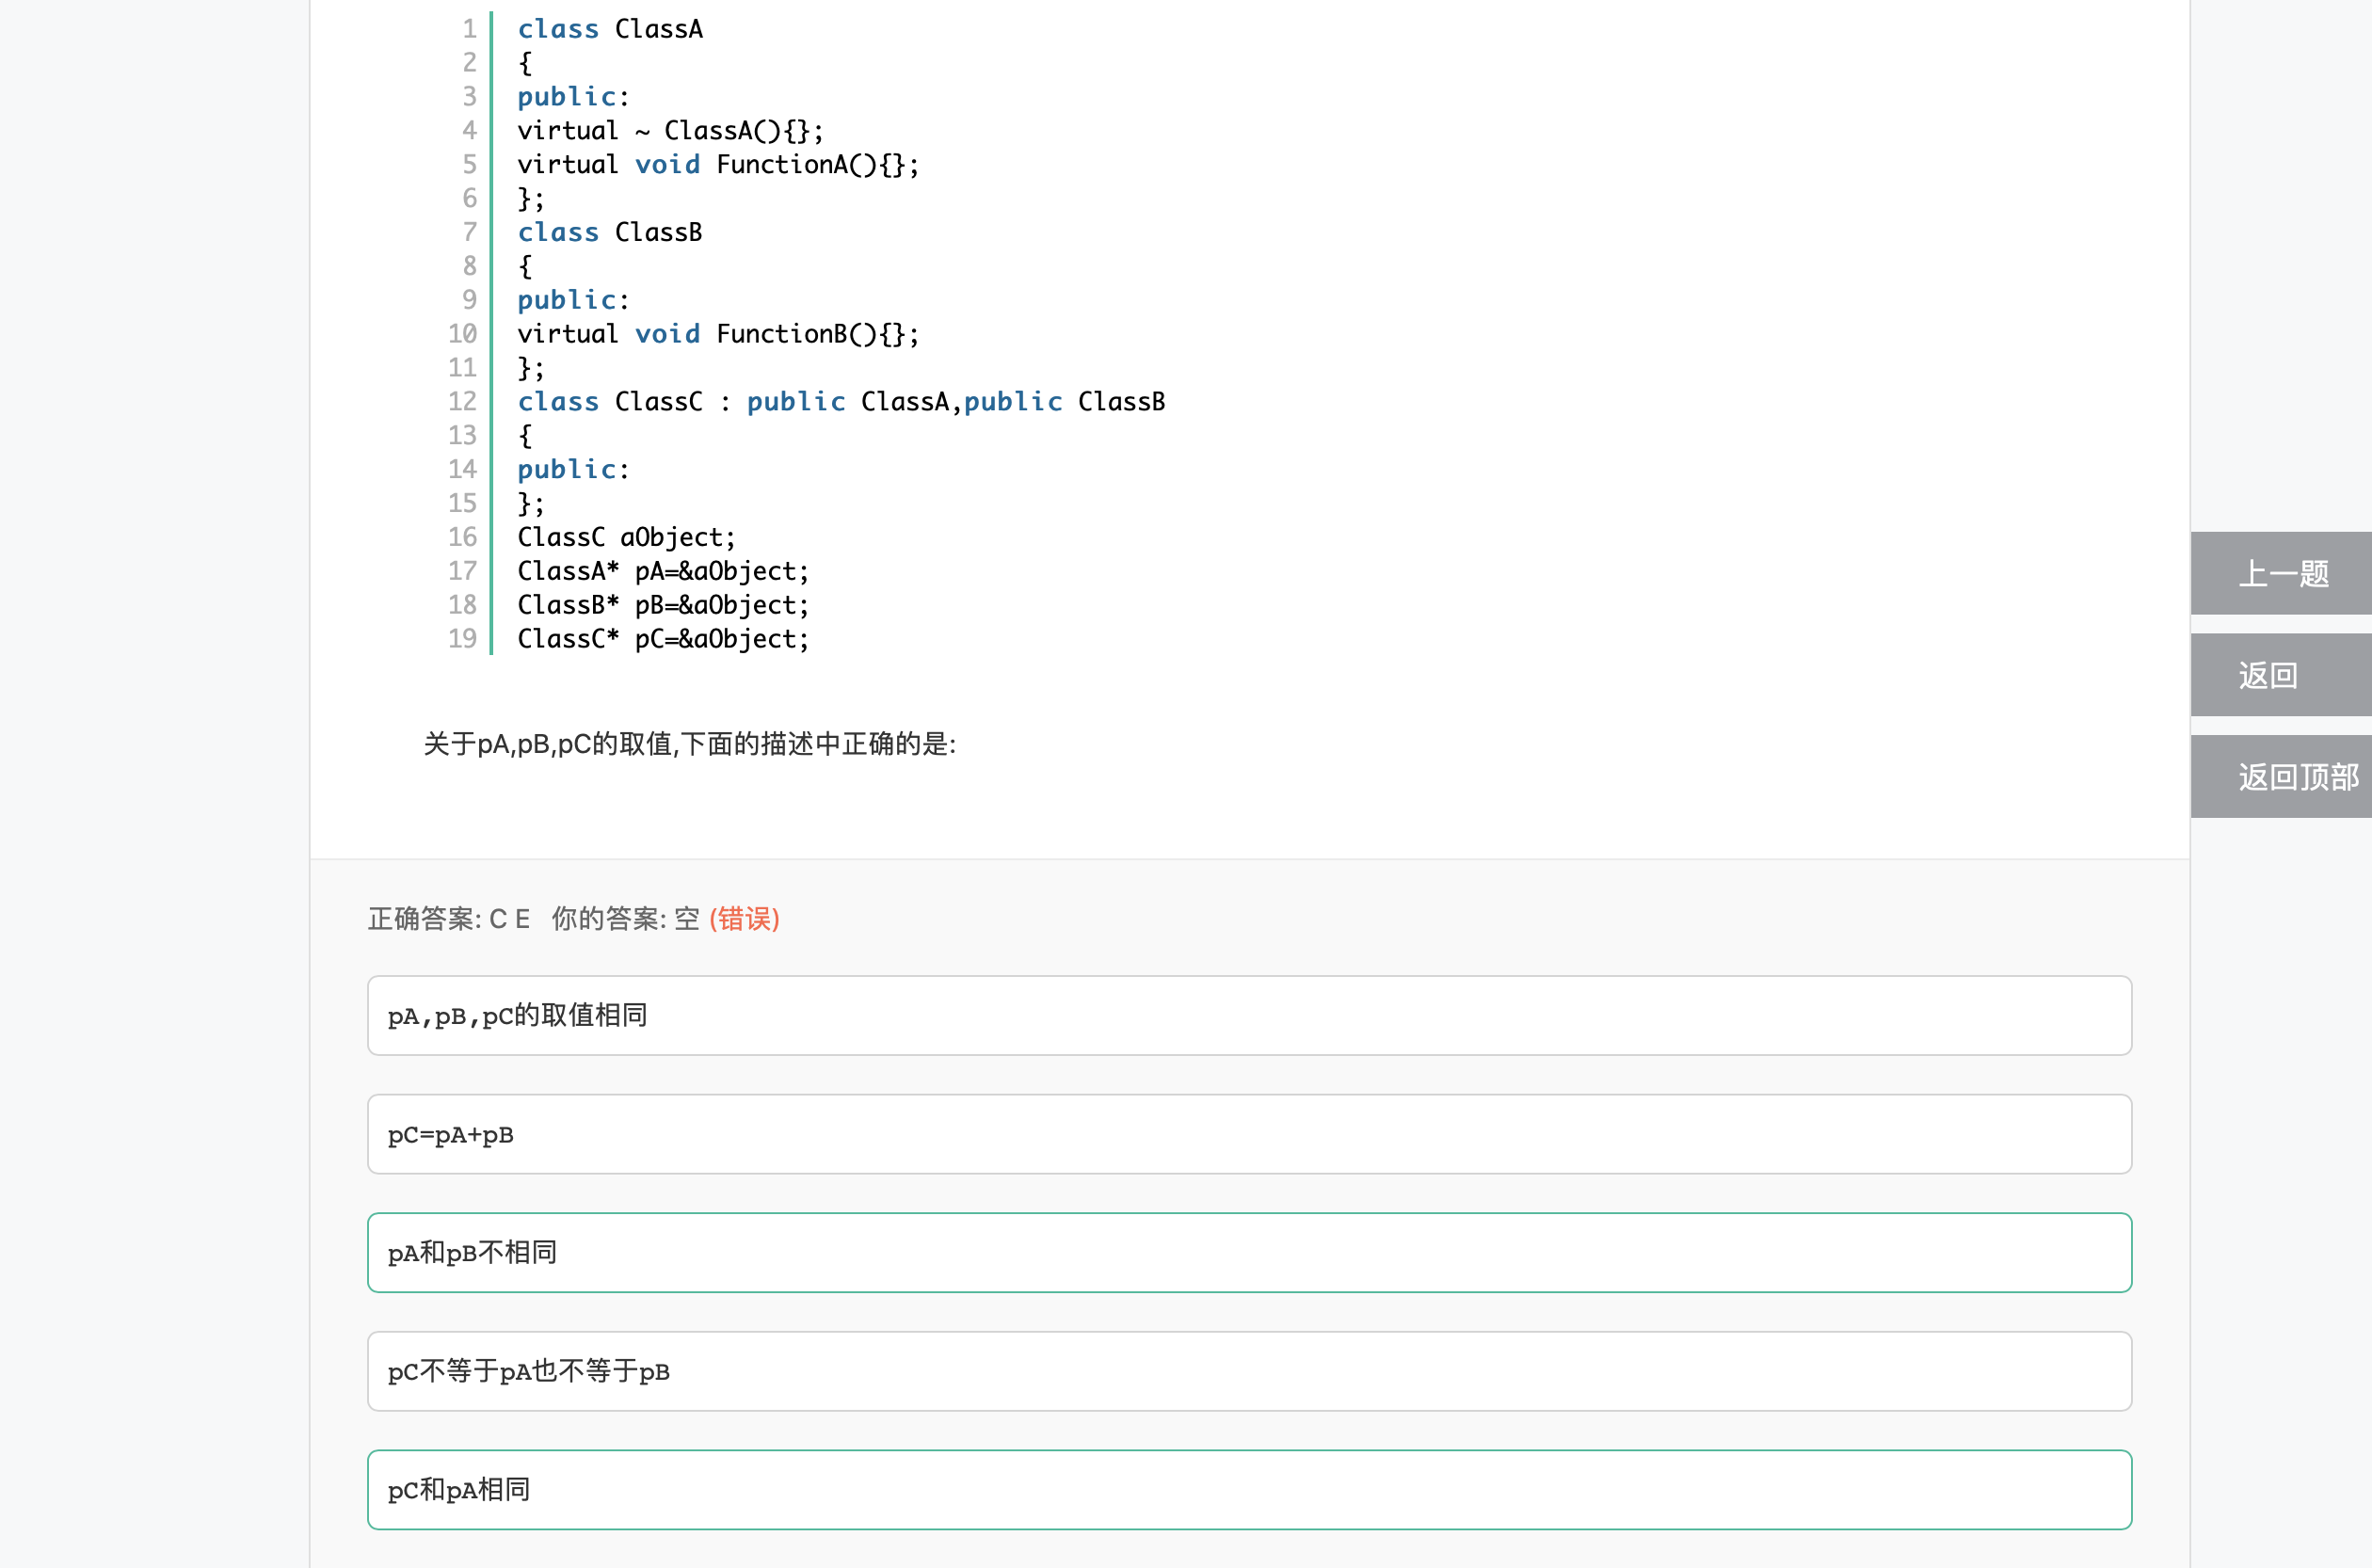 1 class ClassA
2 {
3 public:
4 virtual ~ ClassA(){};
5 virtual void FunctionA(){};
6 };
7 class ClassB
8 {
9 public:
10 virtual void FunctionB(){};
11 };
12 class ClassC : public ClassA,public ClassB
13 {
14 public:
15 };
16 ClassC aObject;
17 ClassA* pA=&aObject;
18 ClassB* pB=&aObject;
19 ClassC* pC=&aObject;
上一题
返回
返回顶部
关于pA,pB,pC的取值,下面的描述中正确的是:
正确答案: C E 你的答案: 空 (错误)
pA,pB,pC的取值相同
pC=pA+pB
pA和pB不相同
pC不等于pA也不等于pB
pC和pA相同